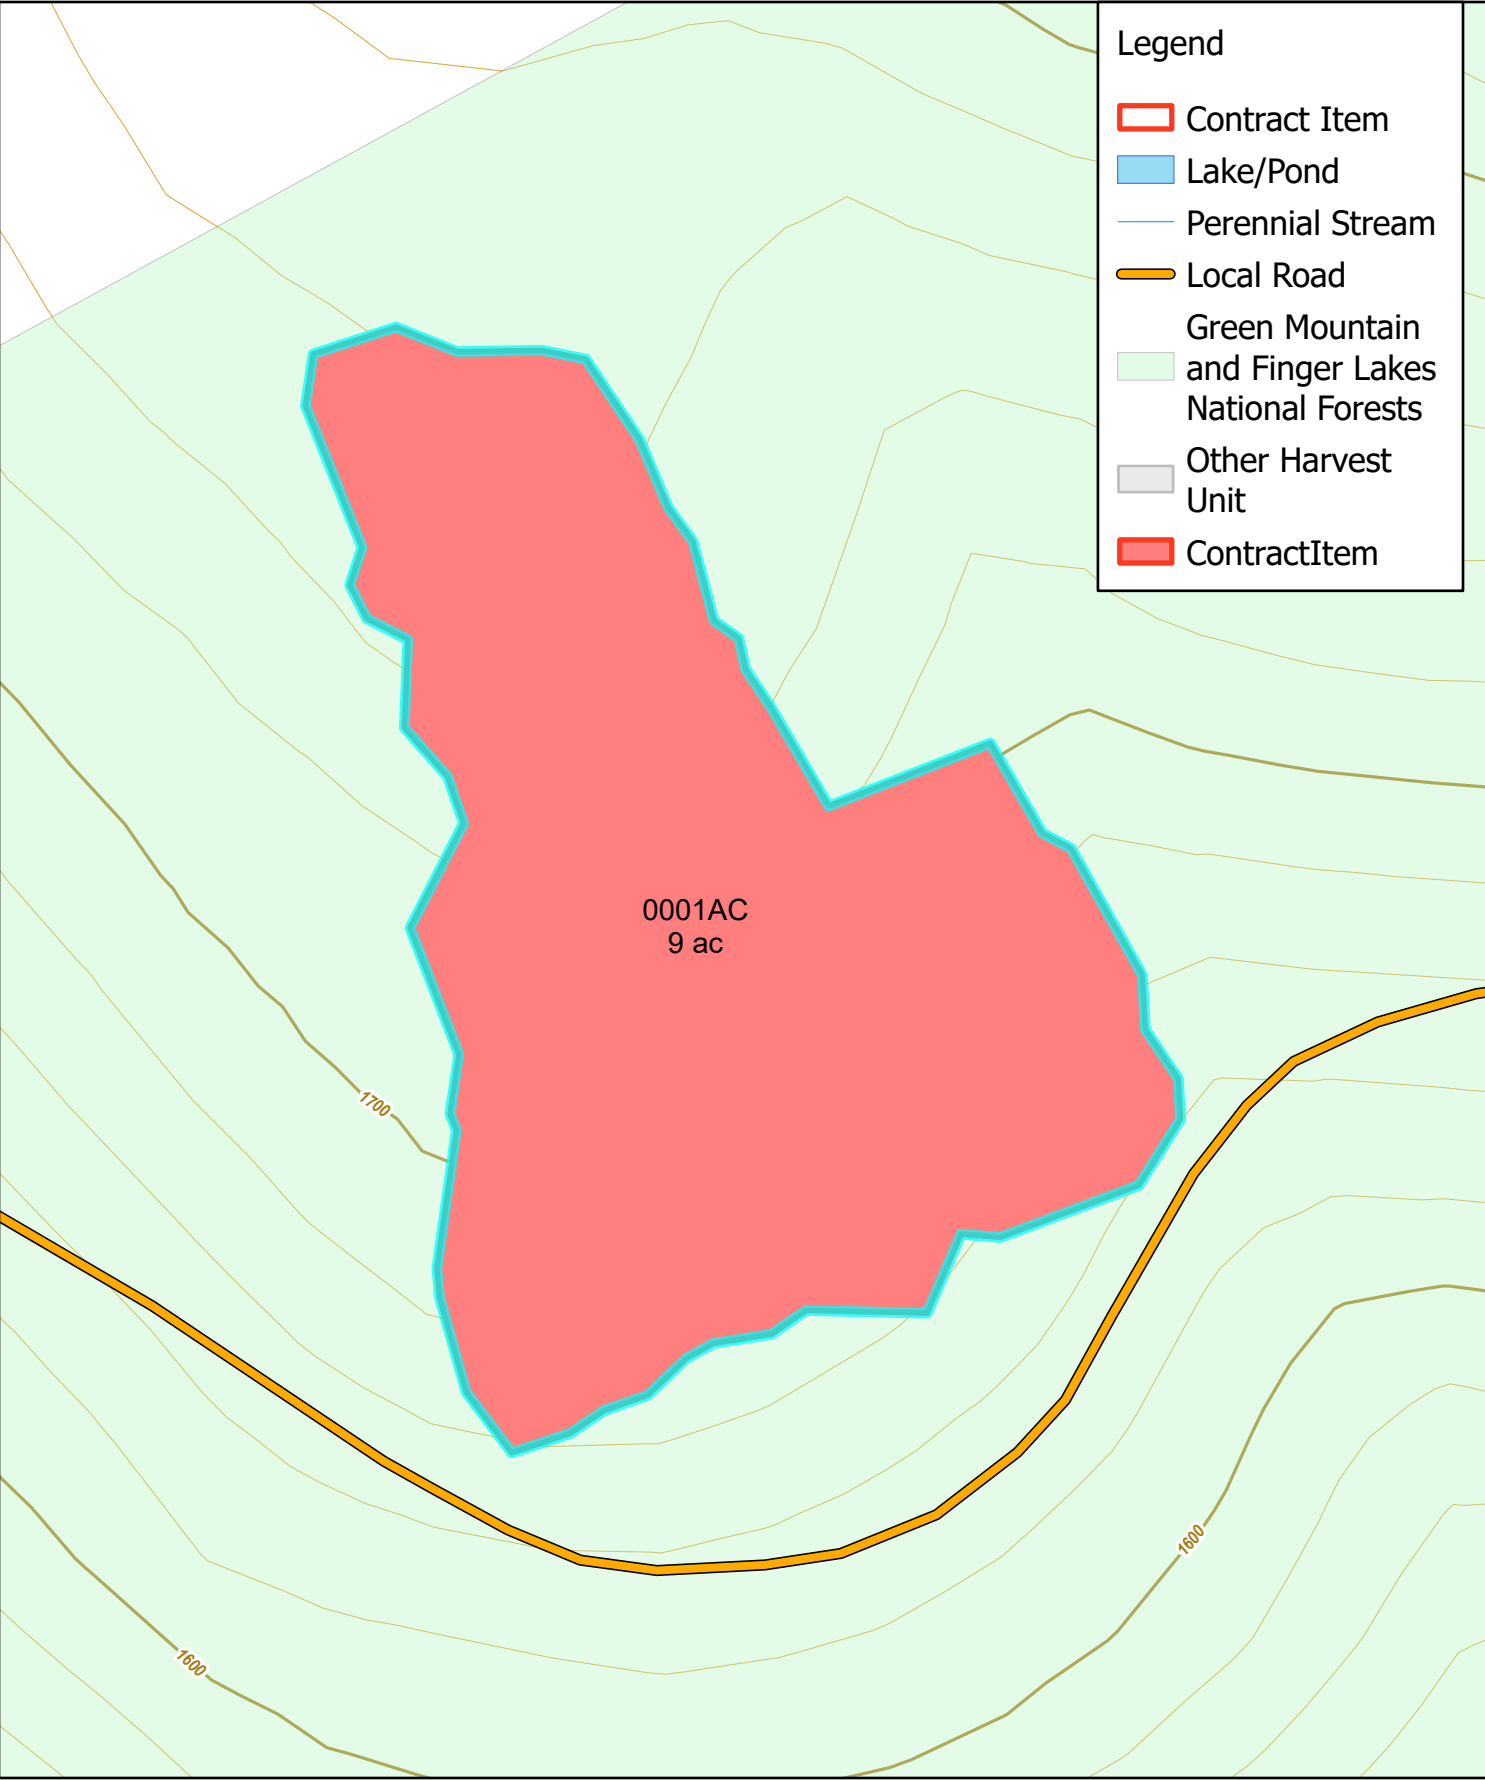 Legend
Contract Item
Lake/Pond
Perennial Stream
Local Road
Green Mountain
and Finger Lakes
National Forests
Other Harvest
Unit
ContractItem
0001AC
9 ac
1700
1600
1600